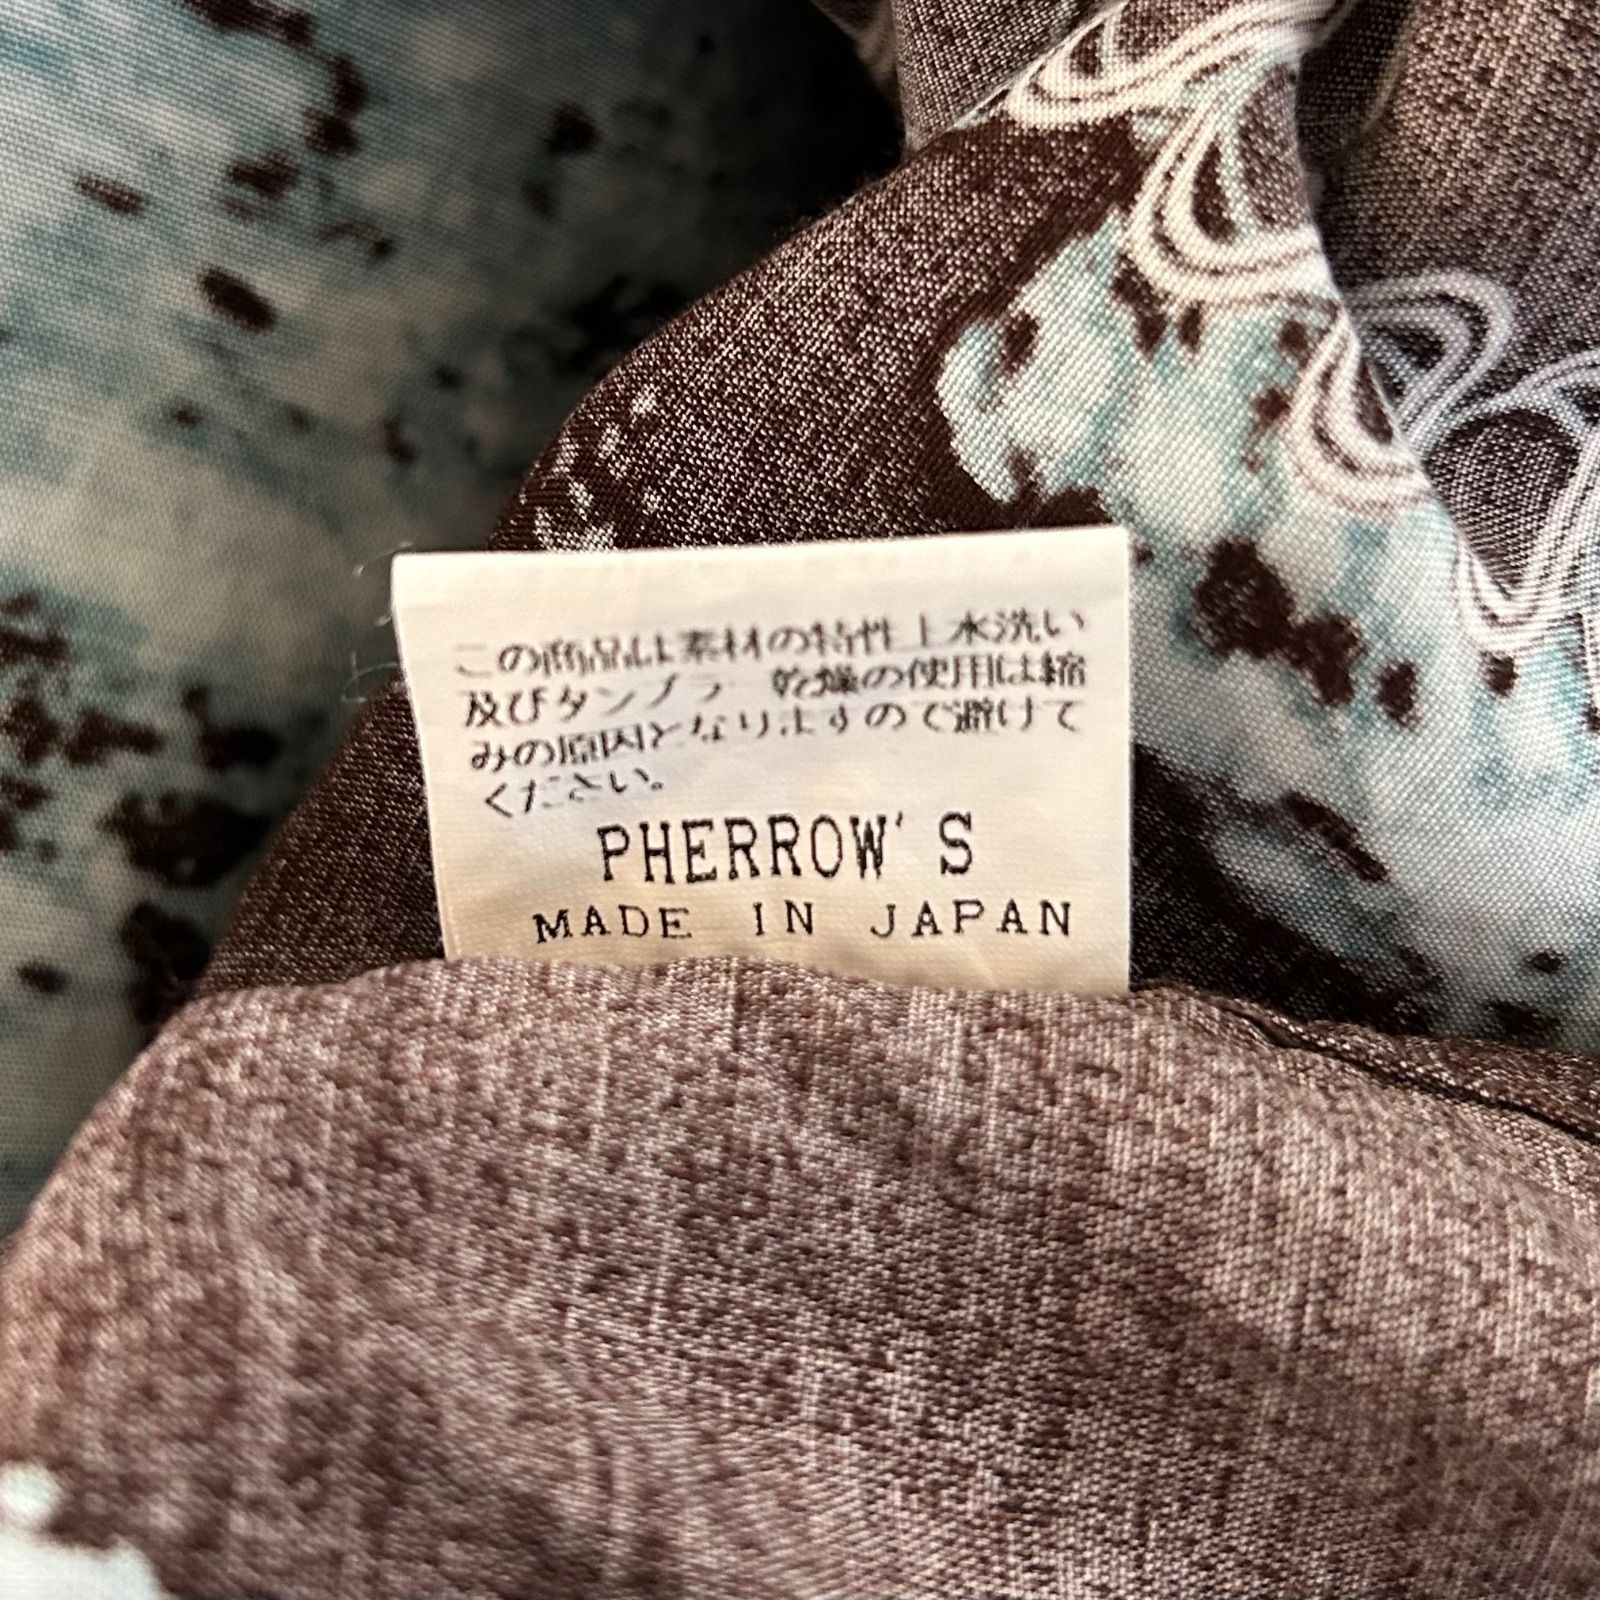 この商品は素材の特性上水洗い
及びタンブラー乾燥の使用は縮
みの原因となりますので避けて
ください。
PHERROW'S
MADE IN JAPAN